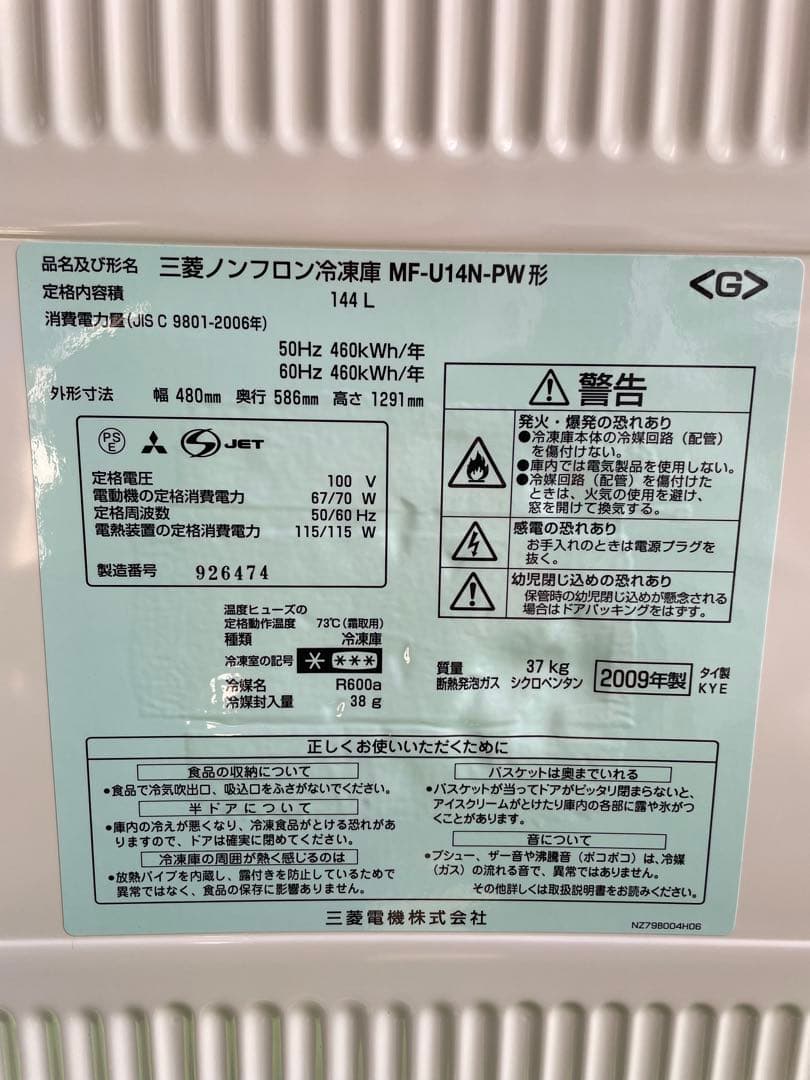 品名及び形名 三菱ノンフロン冷凍庫 MF-U14N-PW形
<G>
定格内容積 144 L
消費電力量(JIS C 9801-2006年)
50Hz 460kWh/年
60Hz 460kWh/年
外形寸法 幅 480mm 奥行 586mm 高さ 1291mm
PSE JET
定格電圧 100 V
電動機の定格消費電力 67/70 W
定格周波数 50/60 Hz
電熱装置の定格消費電力 115/115 W
製造番号 926474
警告
発火・爆発の恐れあり
●冷凍庫本体の冷媒回路(配管)
を傷付けない。
●庫内では電気製品を使用しない。
●冷媒回路(配管)を傷付けた
ときは、火気の使用を避け、
窓を開けて換気する。
感電の恐れあり
お手入れのときは電源プラグを
抜く。
幼児閉じ込めの恐れあり
保管時の幼児閉じ込めが懸念される
場合はドアパッキングをはずす。
温度ヒューズの
定格動作温度 73℃(霜取用)
種類 冷凍庫
冷凍室の記号
冷媒名 R600a
冷媒封入量 38 g
質量 37 kg
断熱発泡ガス シクロペンタン
2009年製
タイ製
KYE
正しくお使いいただくために
食品の収納について
●食品で冷気吹出口、吸込口をふさがないでください。
半ドアについて
●庫内の冷えが悪くなり、冷凍食品がとける恐れがあ
りますので、ドアは確実に閉めてください。
冷凍庫の周囲が熱く感じるのは
●放熱パイプを内蔵し、露付きを防止しているためで
異常ではなく、食品の保存に影響ありません。
バスケットは奥までいれる
●バスケットが当ってドアがピッタリ閉まらないと、
アイスクリームがとけたり庫内の各部に露や氷がつ
くことがあります。
音について
●プシュー、ザー音や沸騰音(ポコポコ)は、冷媒
(ガス)の流れる音で、異常ではありません。
その他詳しくは取扱説明書をお読みください。
三菱電機株式会社
NZ79B004H06